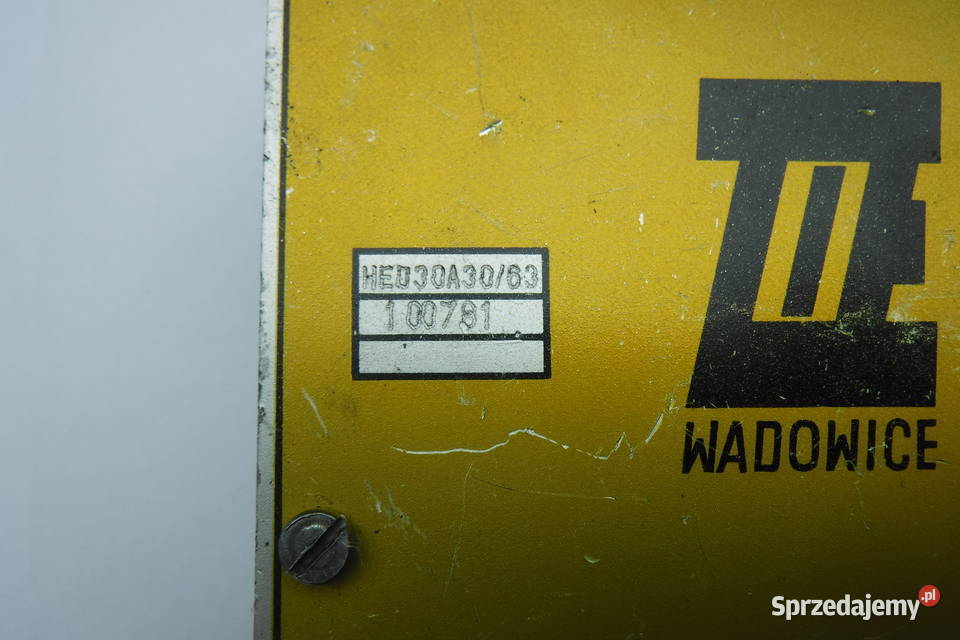 HED30A30/63
100781
WADOWICE
Sprzedajemy.pl